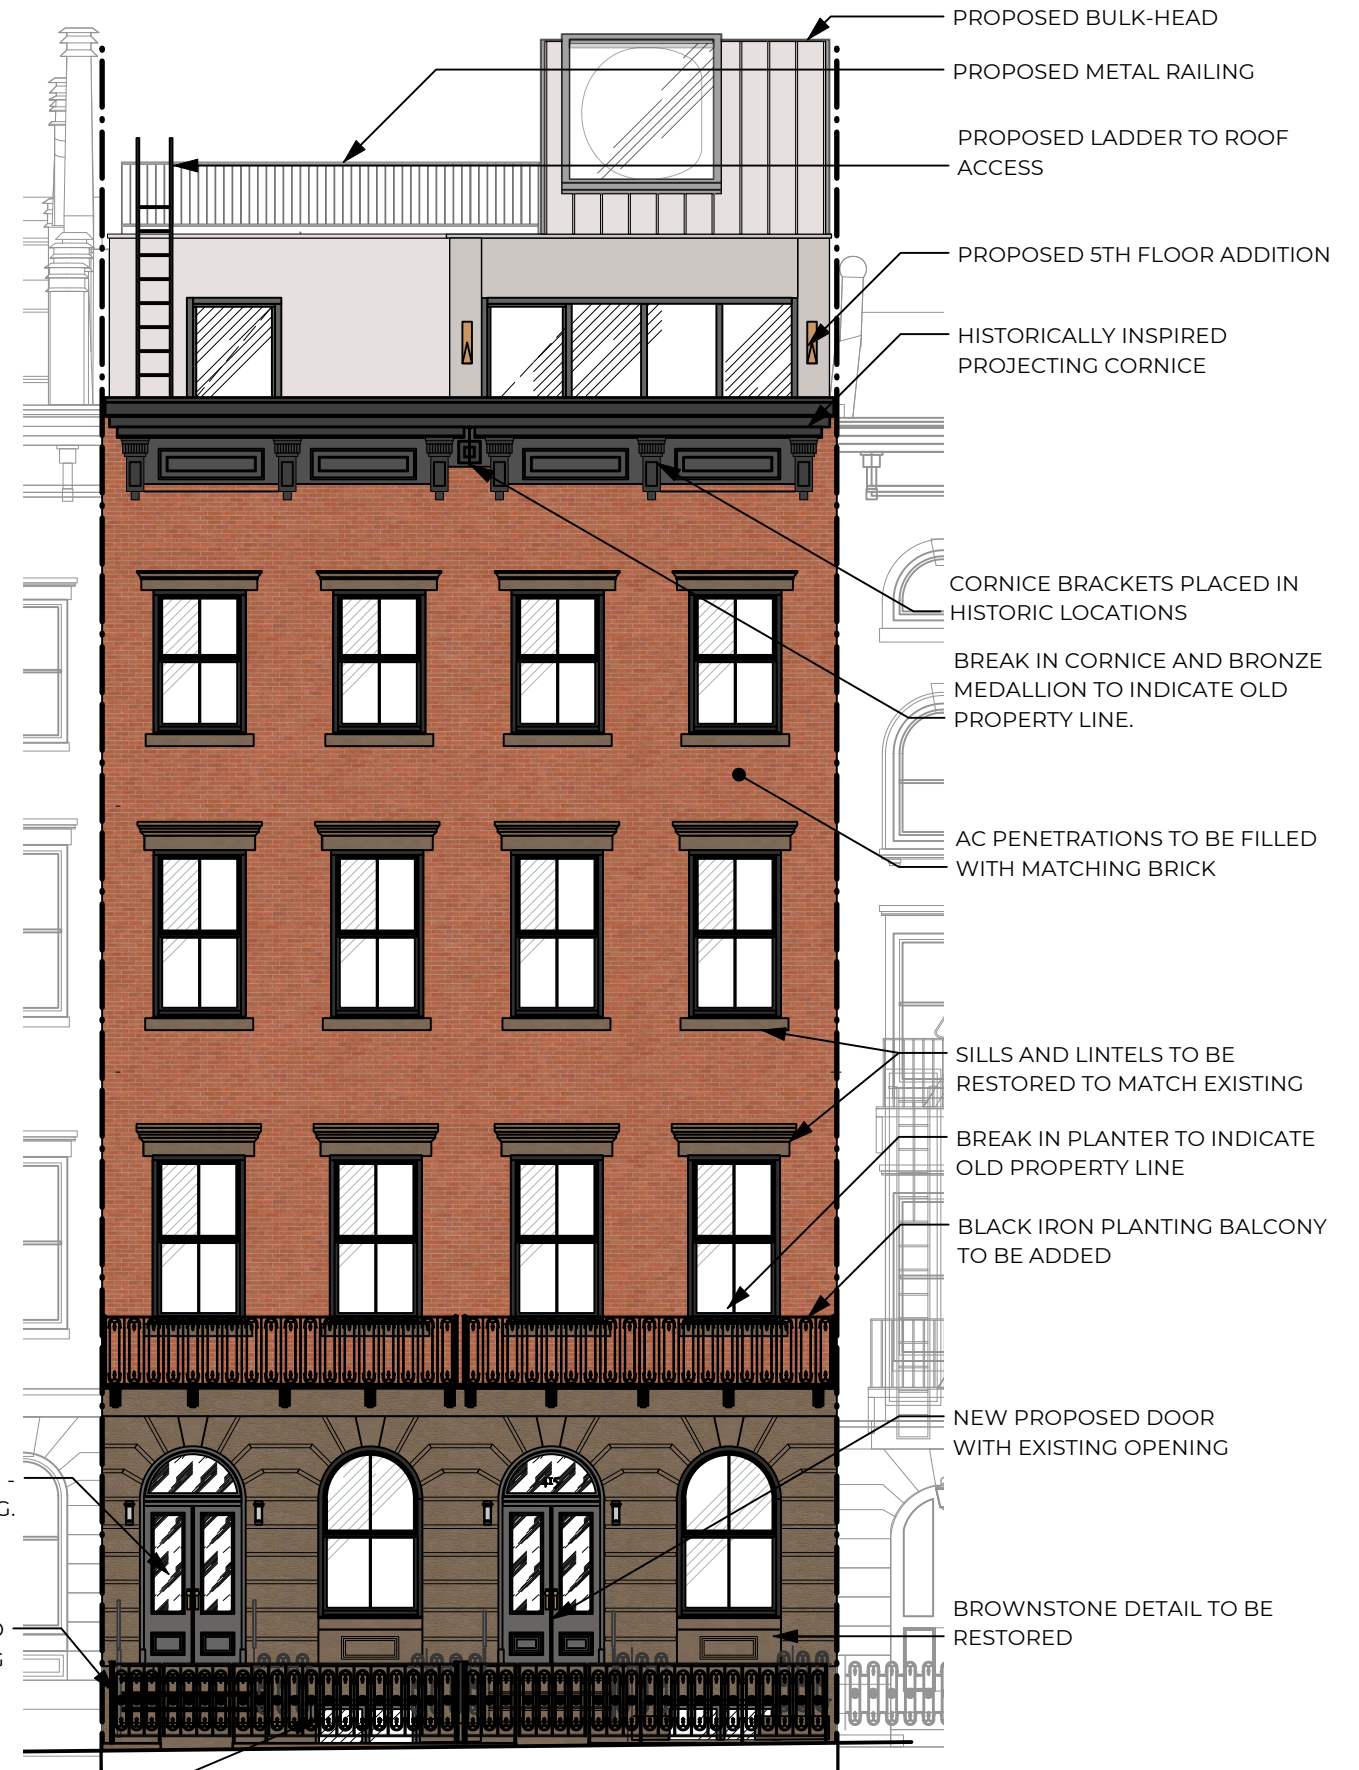 PROPOSED BULK-HEAD
PROPOSED METAL RAILING
PROPOSED LADDER TO ROOF
ACCESS
PROPOSED 5TH FLOOR ADDITION
HISTORICALLY INSPIRED
PROJECTING CORNICE
CORNICE BRACKETS PLACED IN
HISTORIC LOCATIONS
BREAK IN CORNICE AND BRONZE
MEDALLION TO INDICATE OLD
PROPERTY LINE.
AC PENETRATIONS TO BE FILLED
WITH MATCHING BRICK
SILLS AND LINTELS TO BE
RESTORED TO MATCH EXISTING
BREAK IN PLANTER TO INDICATE
OLD PROPERTY LINE
BLACK IRON PLANTING BALCONY
TO BE ADDED
NEW PROPOSED DOOR
WITH EXISTING OPENING
415
BROWNSTONE DETAIL TO BE
RESTORED